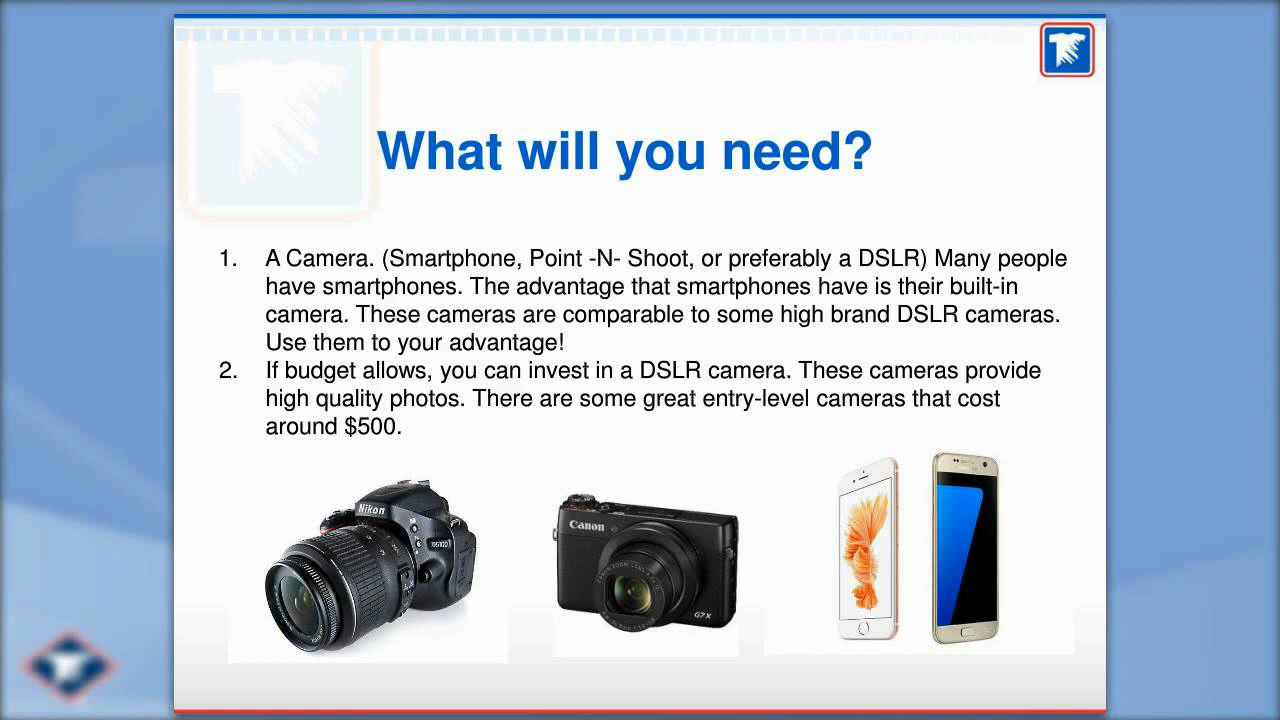 What will you need?
1. A Camera. (Smartphone, Point -N- Shoot, or preferably a DSLR) Many people
have smartphones. The advantage that smartphones have is their built-in
camera. These cameras are comparable to some high brand DSLR cameras.
Use them to your advantage!
2. If budget allows, you can invest in a DSLR camera. These cameras provide
high quality photos. There are some great entry-level cameras that cost
around $500.
Nikon
Canon
G7X